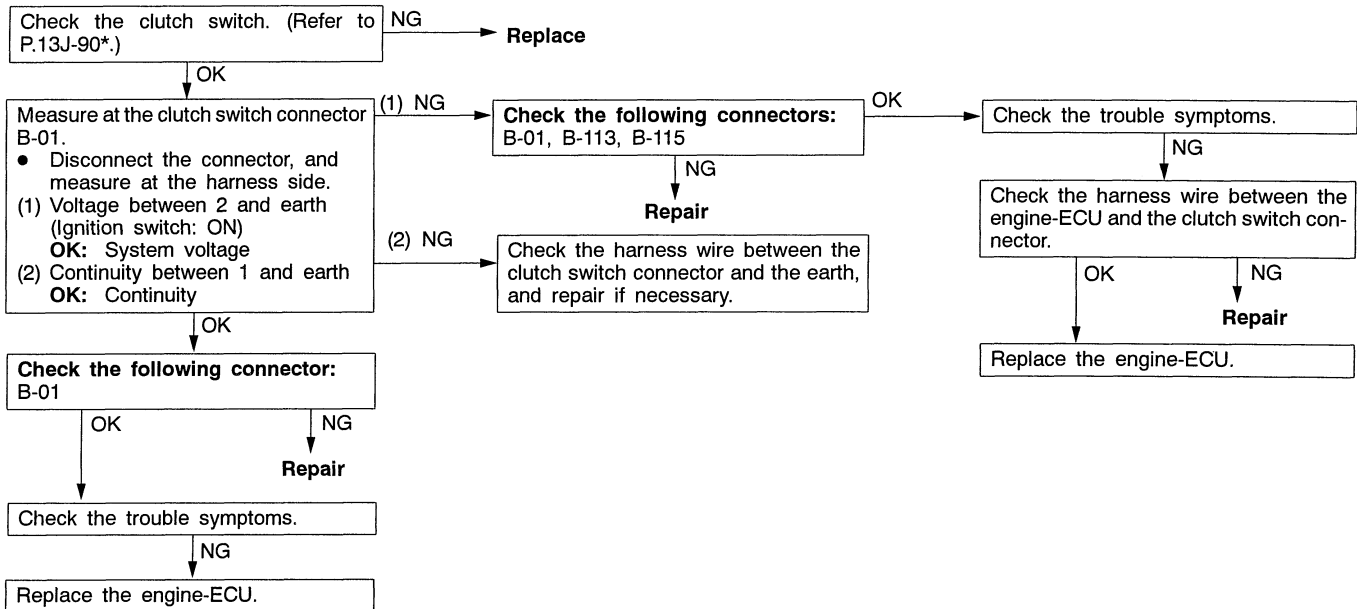 Check the clutch switch. (Refer to
P.13J-90*.)
NG
Replace
OK
Measure at the clutch switch connector
B-01.
● Disconnect the connector, and
measure at the harness side.
(1) Voltage between 2 and earth
(Ignition switch: ON)
OK: System voltage
(2) Continuity between 1 and earth
OK: Continuity
(1) NG
Check the following connectors:
B-01, B-113, B-115
OK
Check the trouble symptoms.
NG
Repair
NG
Check the harness wire between the
engine-ECU and the clutch switch con-
nector.
(2) NG
Check the harness wire between the
clutch switch connector and the earth,
and repair if necessary.
OK
NG
Repair
Replace the engine-ECU.
OK
Check the following connector:
B-01
OK
NG
Repair
Check the trouble symptoms.
NG
Replace the engine-ECU.